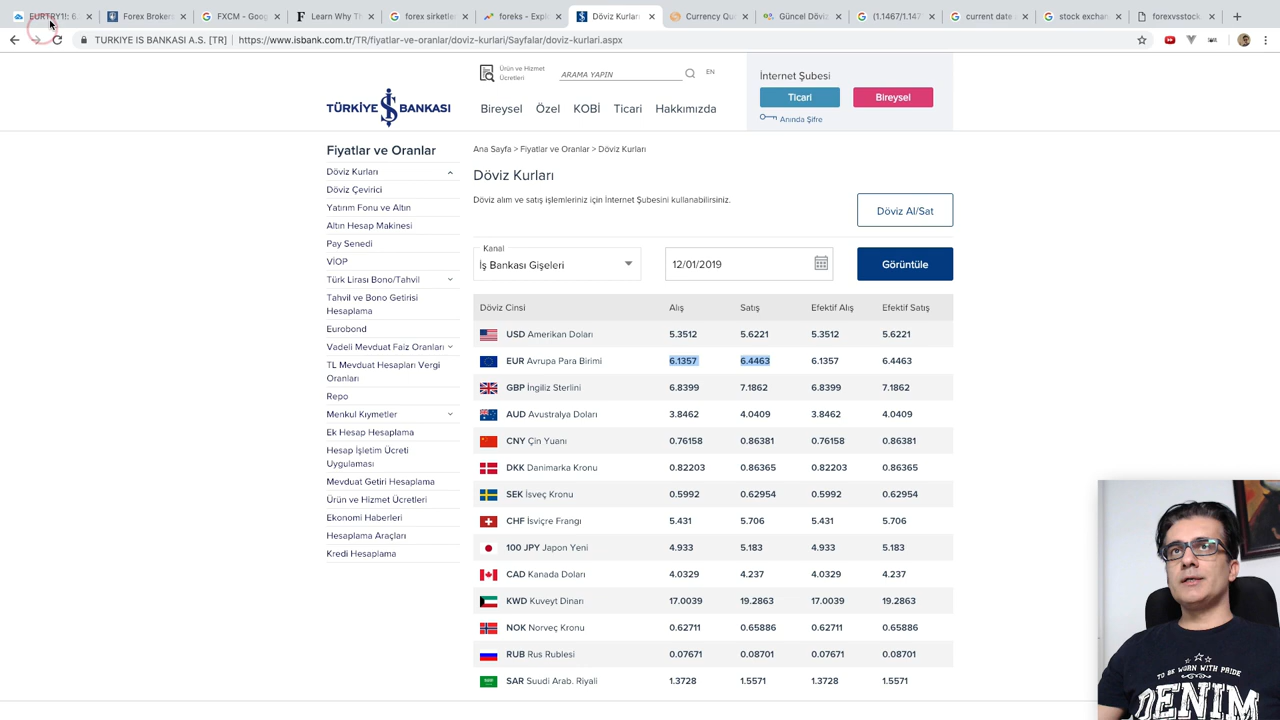 EURTRY1!: 6.
Forex Broker
FXCM - Goog
Learn Why Th
forex sirketler
foreks - Explo
Döviz Kurları
Currency Qu
Güncel Döviz
(1.1467/1.147
current date
stock exchan
forexvsstock
TURKIYE IS BANKASI A.S. [TR]
https://www.isbank.com.tr/TR/fiyatlar-ve-oranlar/doviz-kurlari/Sayfalar/doviz-kurlari.aspx
Ürün ve Hizmet
Ücretleri
ARAMA YAPIN
EN
İnternet Şubesi
Ticari
Bireysel
Anında Şifre
TÜRKİYE İŞ BANKASI
Bireysel Özel KOBİ Ticari Hakkımızda
Fiyatlar ve Oranlar
Döviz Kurları
Döviz Çevirici
Yatırım Fonu ve Altın
Altın Hesap Makinesi
Pay Senedi
VİOP
Türk Lirası Bono/Tahvil
Tahvil ve Bono Getirisi
Hesaplama
Eurobond
Vadeli Mevduat Faiz Oranları
TL Mevduat Hesapları Vergi
Oranları
Repo
Menkul Kıymetler
Ek Hesap Hesaplama
Hesap İşletim Ücreti
Uygulaması
Mevduat Getiri Hesaplama
Ürün ve Hizmet Ücretleri
Ekonomi Haberleri
Hesaplama Araçları
Kredi Hesaplama
Ana Sayfa > Fiyatlar ve Oranlar > Döviz Kurları
Döviz Kurları
Döviz alım ve satış işlemleriniz için İnternet Şubesini kullanabilirsiniz.
Döviz Al/Sat
Kanal
İş Bankası Gişeleri
12/01/2019
Görüntüle
Döviz Cinsi Alış Satış Efektif Alış Efektif Satış
USD Amerikan Doları 5.3512 5.6221 5.3512 5.6221
EUR Avrupa Para Birimi 6.1357 6.4463 6.1357 6.4463
GBP İngiliz Sterlini 6.8399 7.1862 6.8399 7.1862
AUD Avustralya Doları 3.8462 4.0409 3.8462 4.0409
CNY Çin Yuanı 0.76158 0.86381 0.76158 0.86381
DKK Danimarka Kronu 0.82203 0.86365 0.82203 0.86365
SEK İsveç Kronu 0.5992 0.62954 0.5992 0.62954
CHF İsviçre Frangı 5.431 5.706 5.431 5.706
100 JPY Japon Yeni 4.933 5.183 4.933 5.183
CAD Kanada Doları 4.0329 4.237 4.0329 4.237
KWD Kuveyt Dinarı 17.0039 19.2863 17.0039 19.2863
NOK Norveç Kronu 0.62711 0.65886 0.62711 0.65886
RUB Rus Rublesi 0.07671 0.08701 0.07671 0.08701
SAR Suudi Arab. Riyali 1.3728 1.5571 1.3728 1.5571
TO BE WORN WITH PRIDE
DENIM